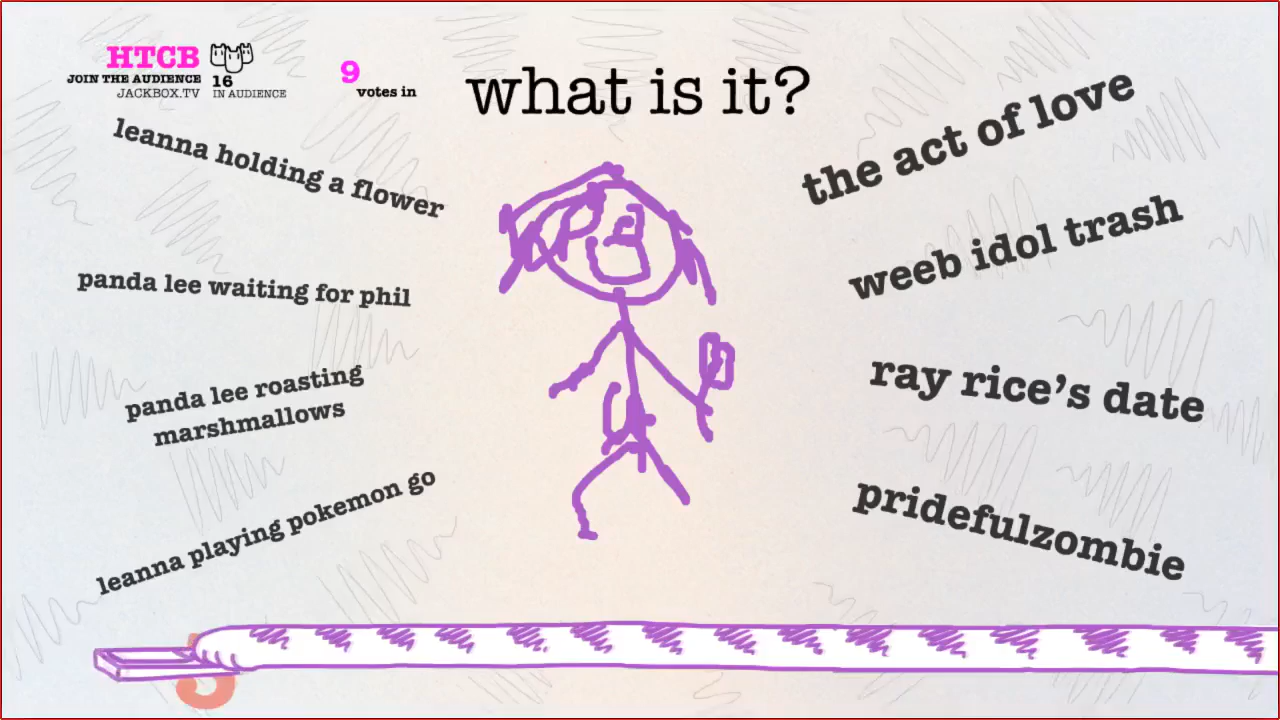 HTCB
JOIN THE AUDIENCE
JACKBOX.TV
16
IN AUDIENCE
9
votes in
what is it?
leanna holding a flower
panda lee waiting for phil
panda lee roasting
marshmallows
leanna playing pokemon go
the act of love
weeb idol trash
ray rice's date
pridefulzombie